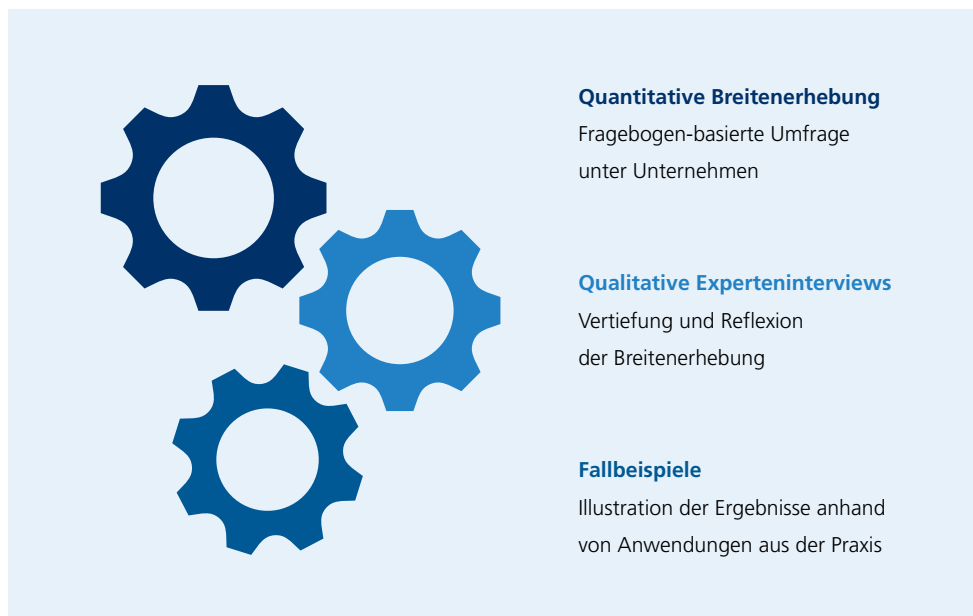 Quantitative Breitenerhebung
Fragebogen-basierte Umfrage
unter Unternehmen
Qualitative Experteninterviews
Vertiefung und Reflexion
der Breitenerhebung
Fallbeispiele
Illustration der Ergebnisse anhand
von Anwendungen aus der Praxis